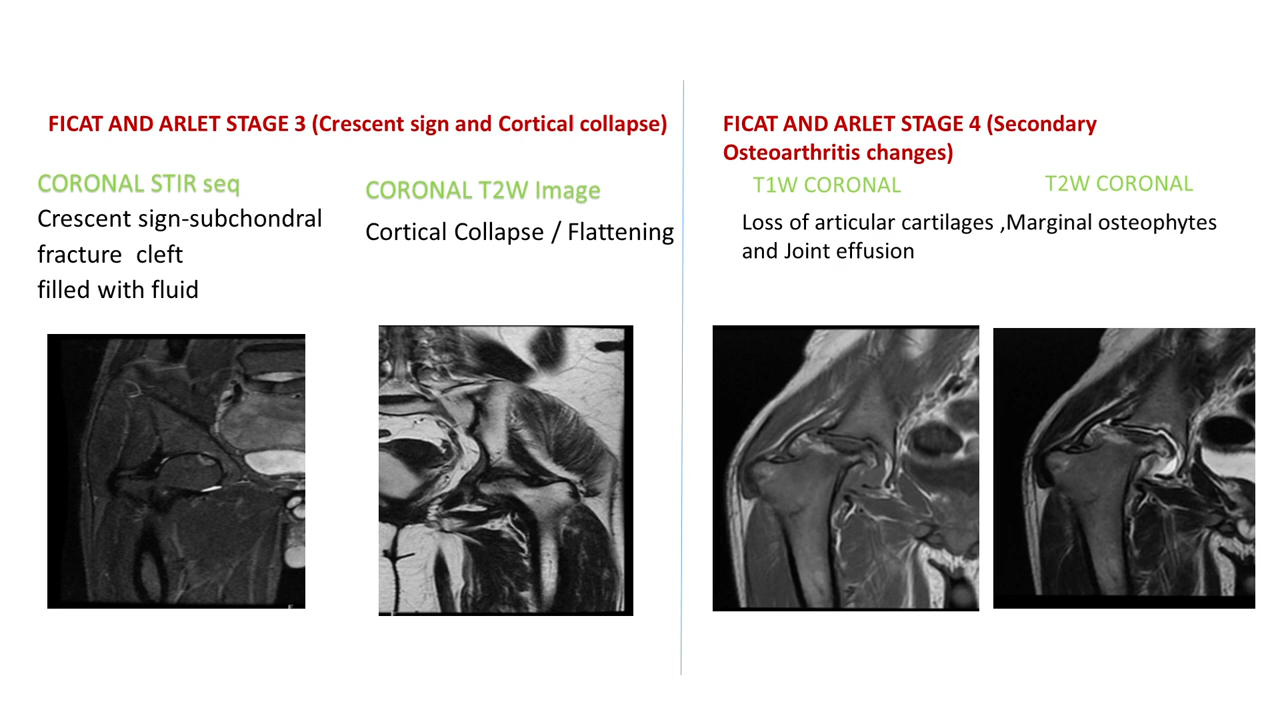 FICAT AND ARLET STAGE 3 (Crescent sign and Cortical collapse)
CORONAL STIR seq
Crescent sign-subchondral
fracture cleft
filled with fluid
CORONAL T2W Image
Cortical Collapse / Flattening
FICAT AND ARLET STAGE 4 (Secondary
Osteoarthritis changes)
T1W CORONAL
T2W CORONAL
Loss of articular cartilages ,Marginal osteophytes
and Joint effusion